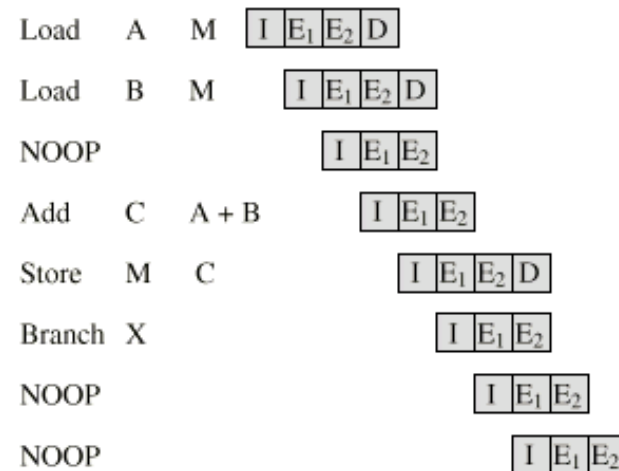 Load A M I E₁ E₂ D
Load B M I E₁ E₂ D
NOOP I E₁ E₂
Add C A + B I E₁ E₂
Store M C I E₁ E₂ D
Branch X I E₁ E₂
NOOP I E₁ E₂
NOOP I E₁ E₂